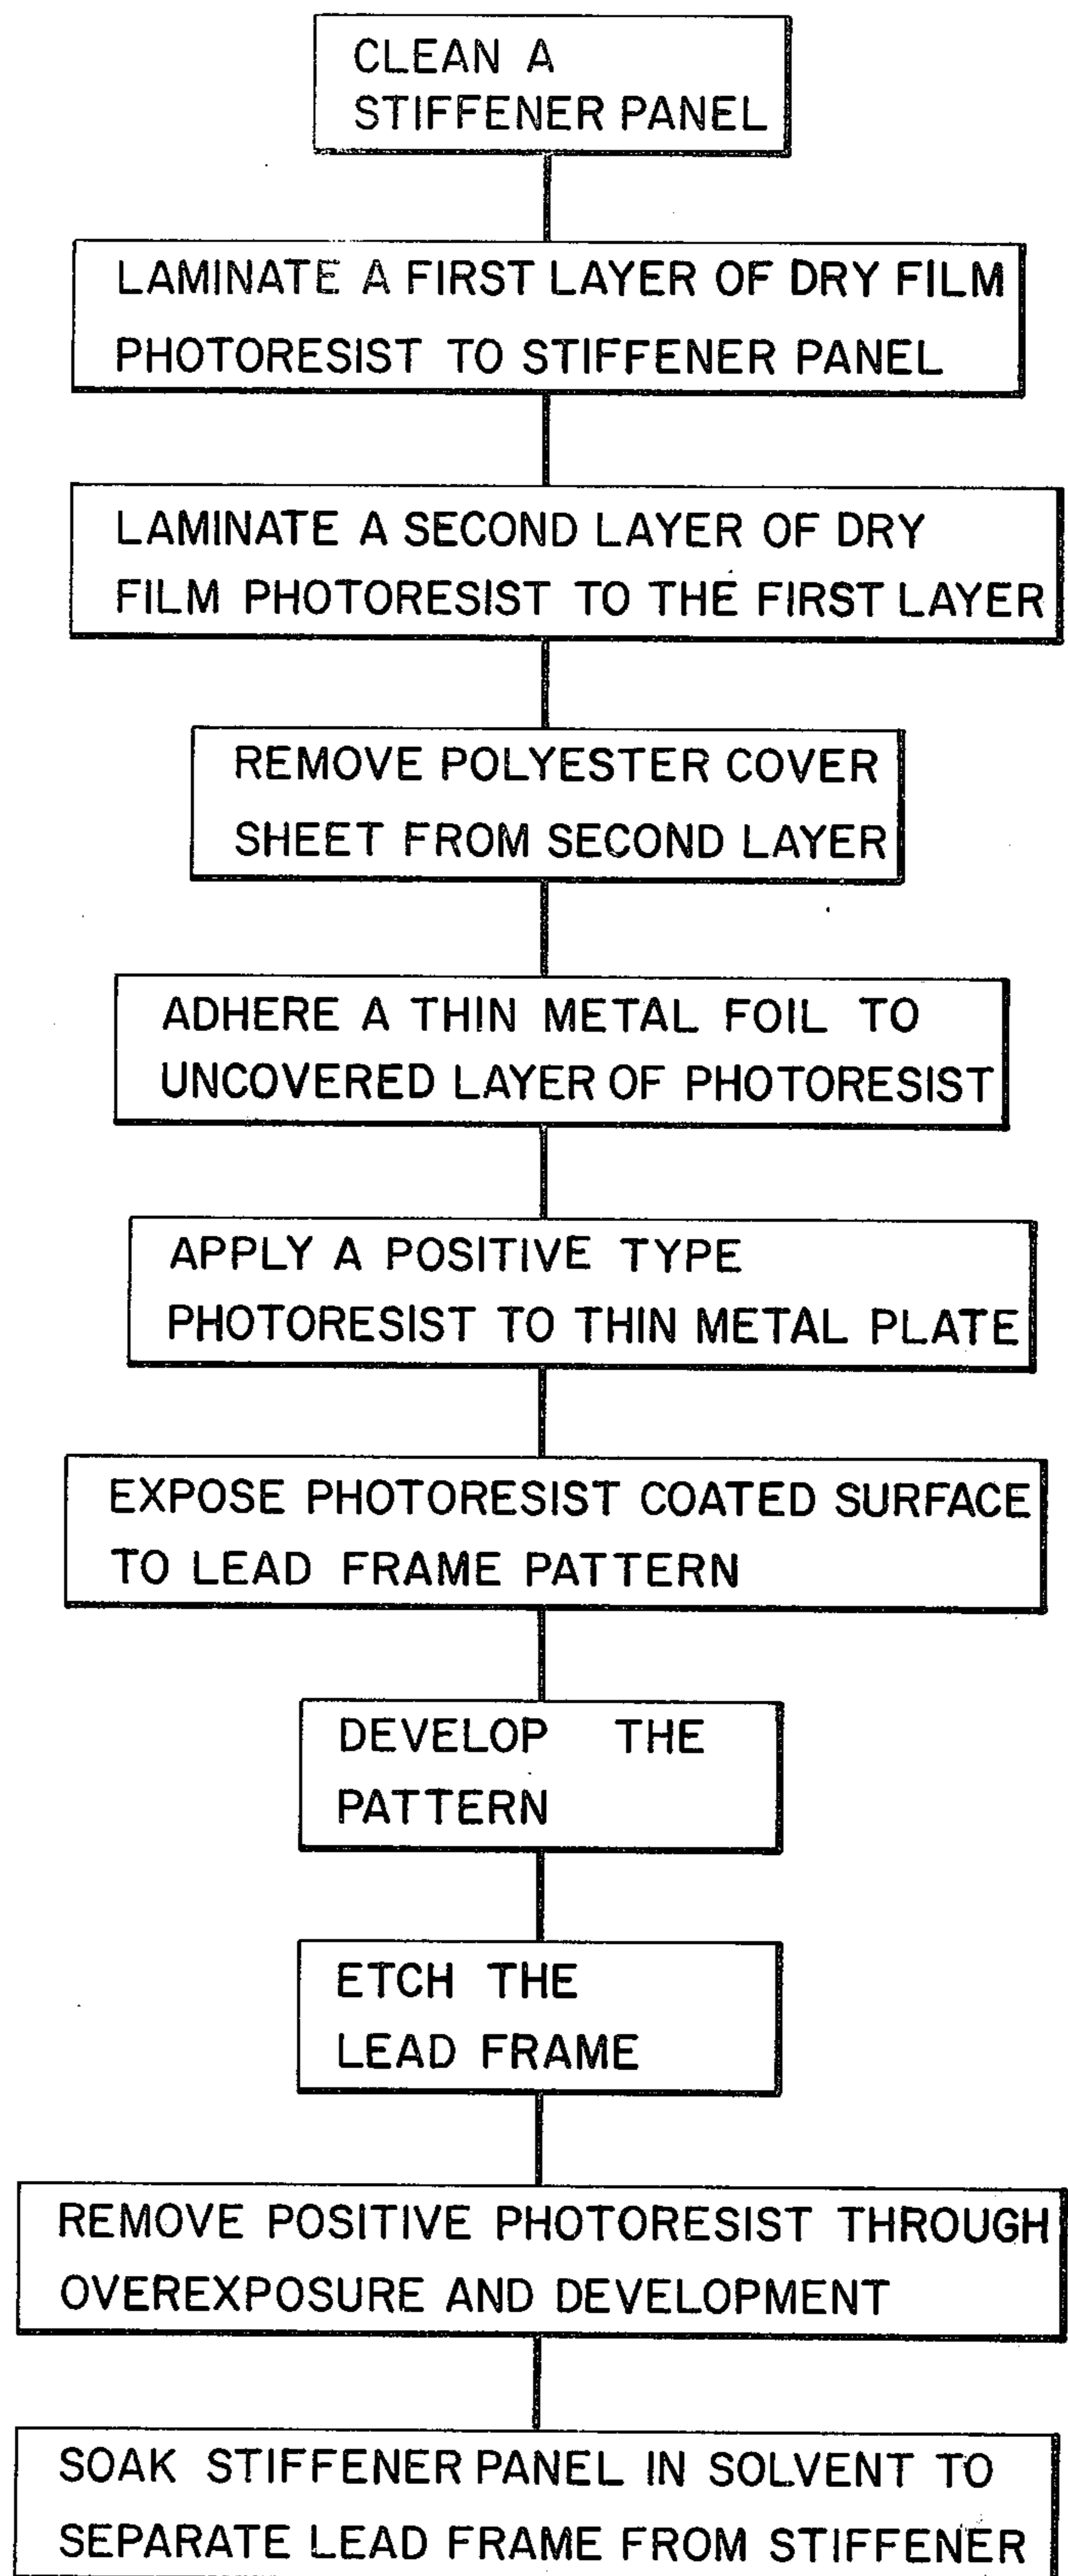 CLEAN A
STIFFENER PANEL
LAMINATE A FIRST LAYER OF DRY FILM
PHOTORESIST TO STIFFENER PANEL
LAMINATE A SECOND LAYER OF DRY
FILM PHOTORESIST TO THE FIRST LAYER
REMOVE POLYESTER COVER
SHEET FROM SECOND LAYER
ADHERE A THIN METAL FOIL TO
UNCOVERED LAYER OF PHOTORESIST
APPLY A POSITIVE TYPE
PHOTORESIST TO THIN METAL PLATE
EXPOSE PHOTORESIST COATED SURFACE
TO LEAD FRAME PATTERN
DEVELOP THE
PATTERN
ETCH THE
LEAD FRAME
REMOVE POSITIVE PHOTORESIST THROUGH
OVEREXPOSURE AND DEVELOPMENT
SOAK STIFFENER PANEL IN SOLVENT TO
SEPARATE LEAD FRAME FROM STIFFENER